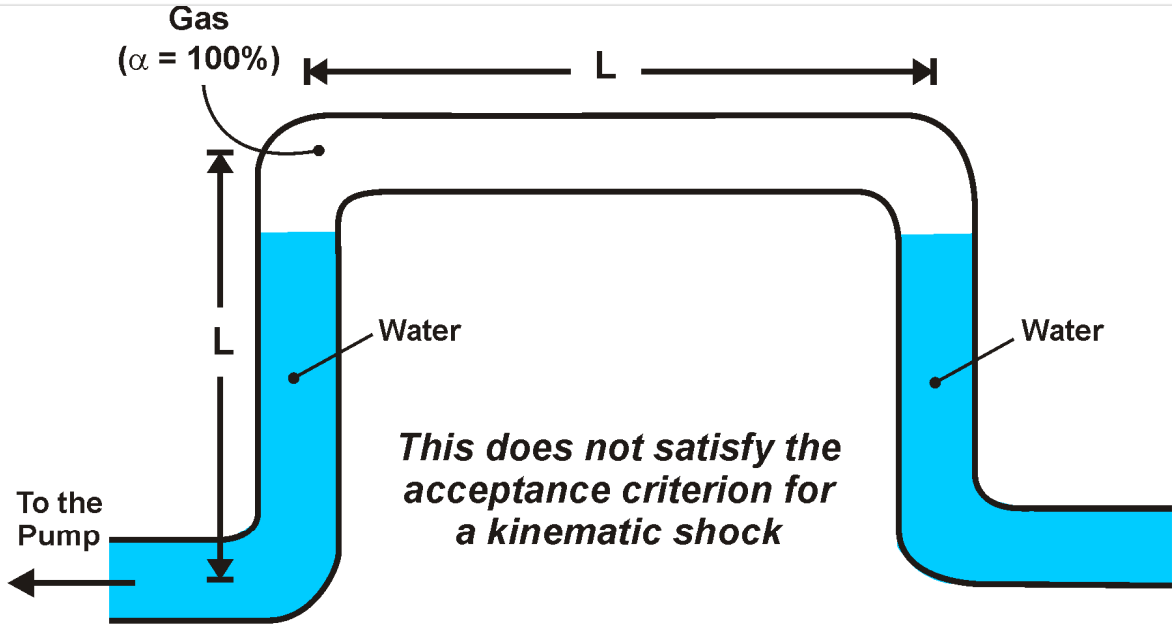 Gas
(α = 100%)
L
L
Water
Water
This does not satisfy the
acceptance criterion for
a kinematic shock
To the
Pump